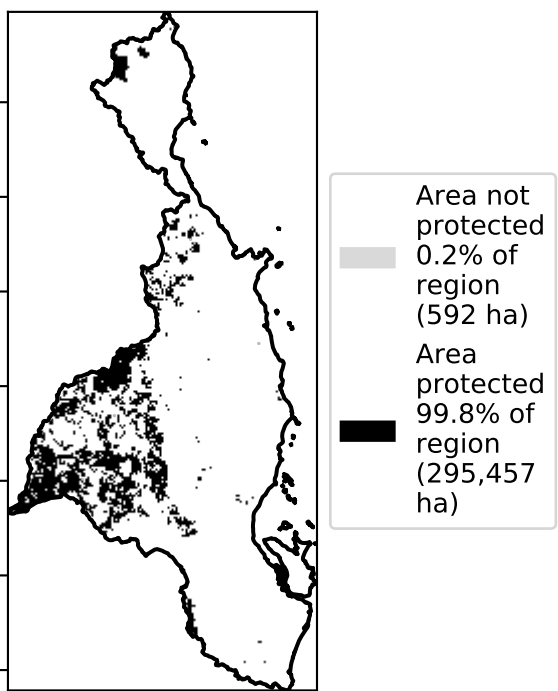 Area not
protected
0.2% of
region
(592 ha)
Area
protected
99.8% of
region
(295,457
ha)